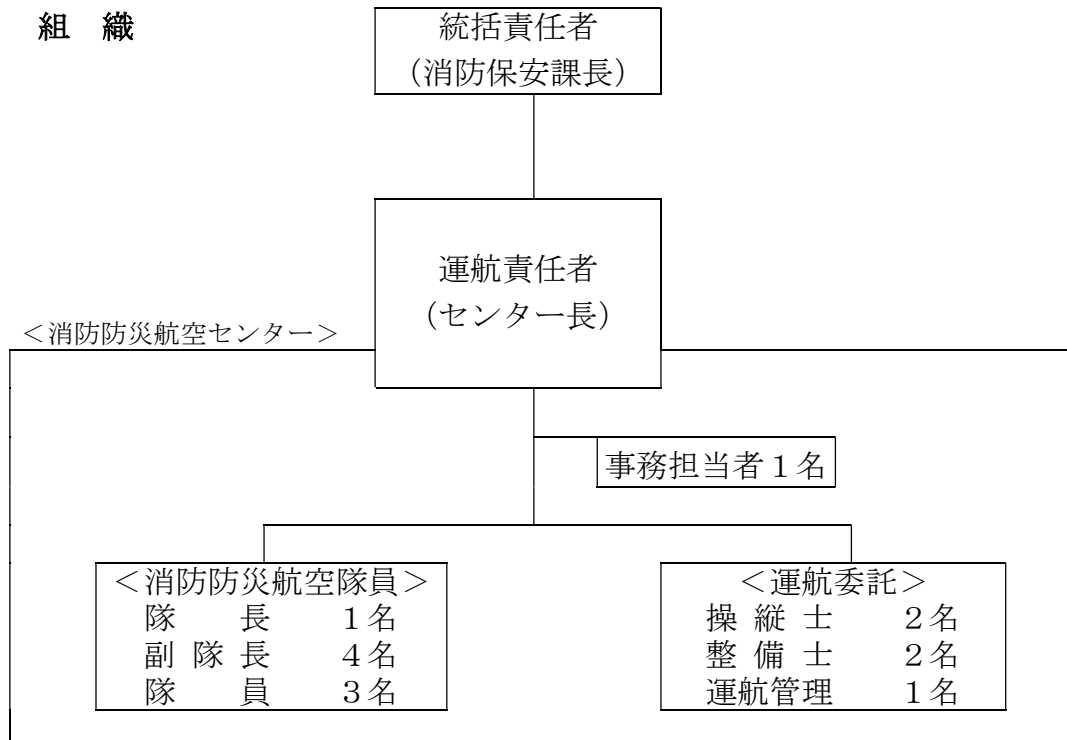 組　織
統括責任者
（消防保安課長）
運航責任者
（センター長）
＜消防防災航空センター＞
事務担当者１名
＜消防防災航空隊員＞
隊　　長　　１名
副 隊 長　　４名
隊　　員　　３名
＜運航委託＞
操 縦 士　　２名
整 備 士　　２名
運航管理　　１名